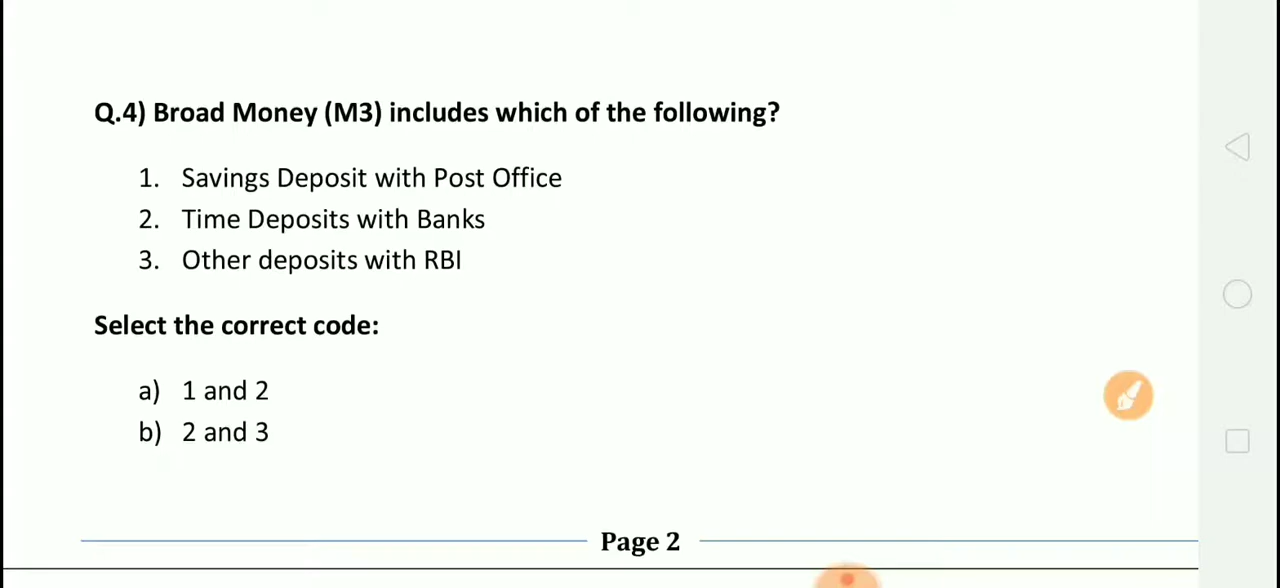 Q.4) Broad Money (M3) includes which of the following?
1. Savings Deposit with Post Office
2. Time Deposits with Banks
3. Other deposits with RBI
Select the correct code:
a) 1 and 2
b) 2 and 3
Page 2